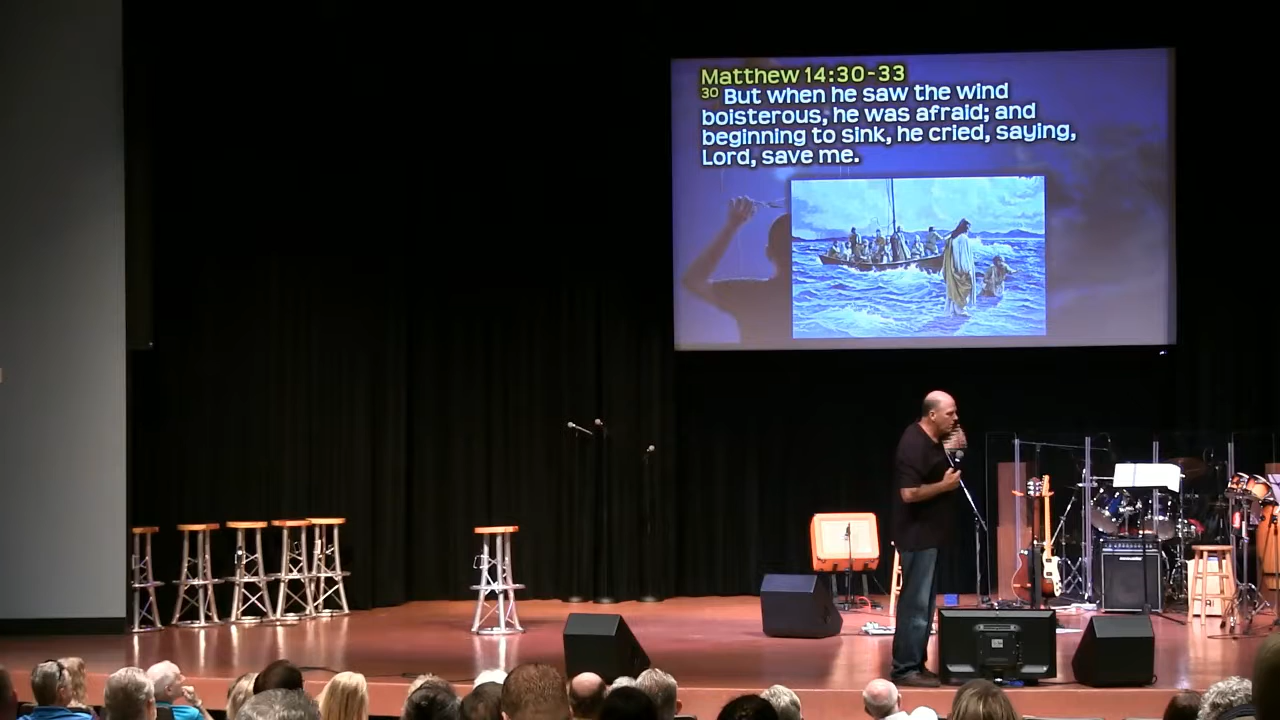 Matthew 14:30-33
30 But when he saw the wind
boisterous, he was afraid; and
beginning to sink, he cried, saying,
Lord, save me.